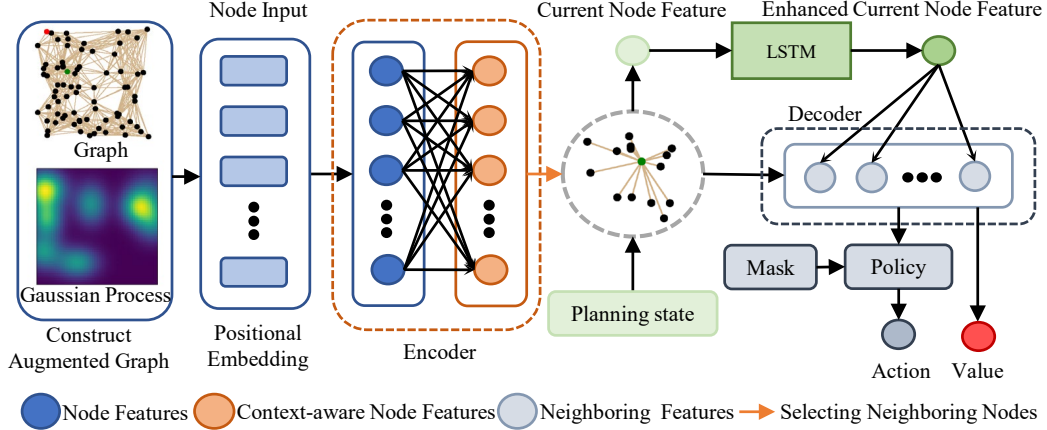 Node Input
Current Node Feature
Enhanced Current Node Feature
LSTM
Decoder
Graph
Gaussian Process
Construct
Augmented Graph
Positional
Embedding
Encoder
Planning state
Mask
Policy
Action
Value
Node Features
Context-aware Node Features
Neighboring Features
Selecting Neighboring Nodes